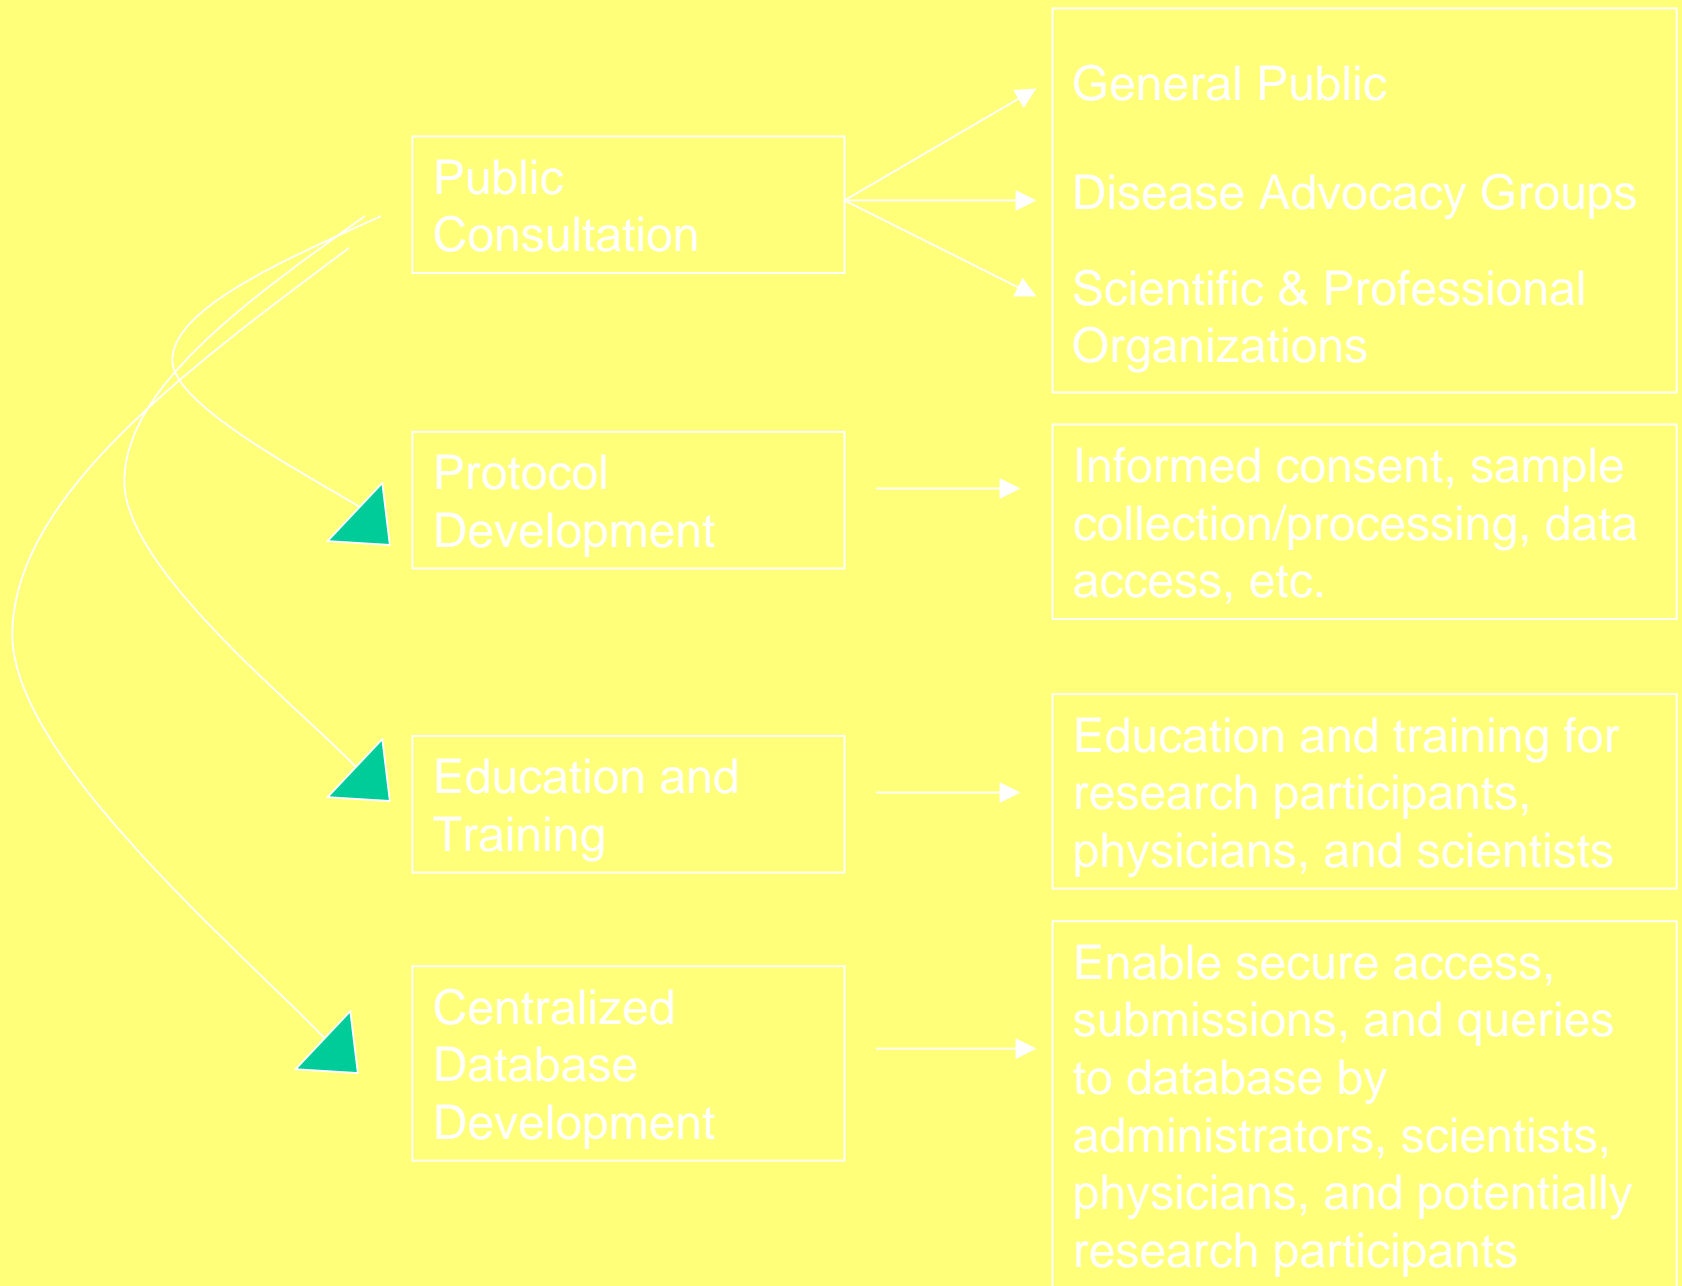 General Public
Public
Consultation
Disease Advocacy Groups
Scientific & Professional
Organizations
Protocol
Development
Informed consent, sample
collection/processing, data
access, etc.
Education and
Training
Education and training for
research participants,
physicians, and scientists
Centralized
Database
Development
Enable secure access,
submissions, and queries
to database by
administrators, scientists,
physicians, and potentially
research participants